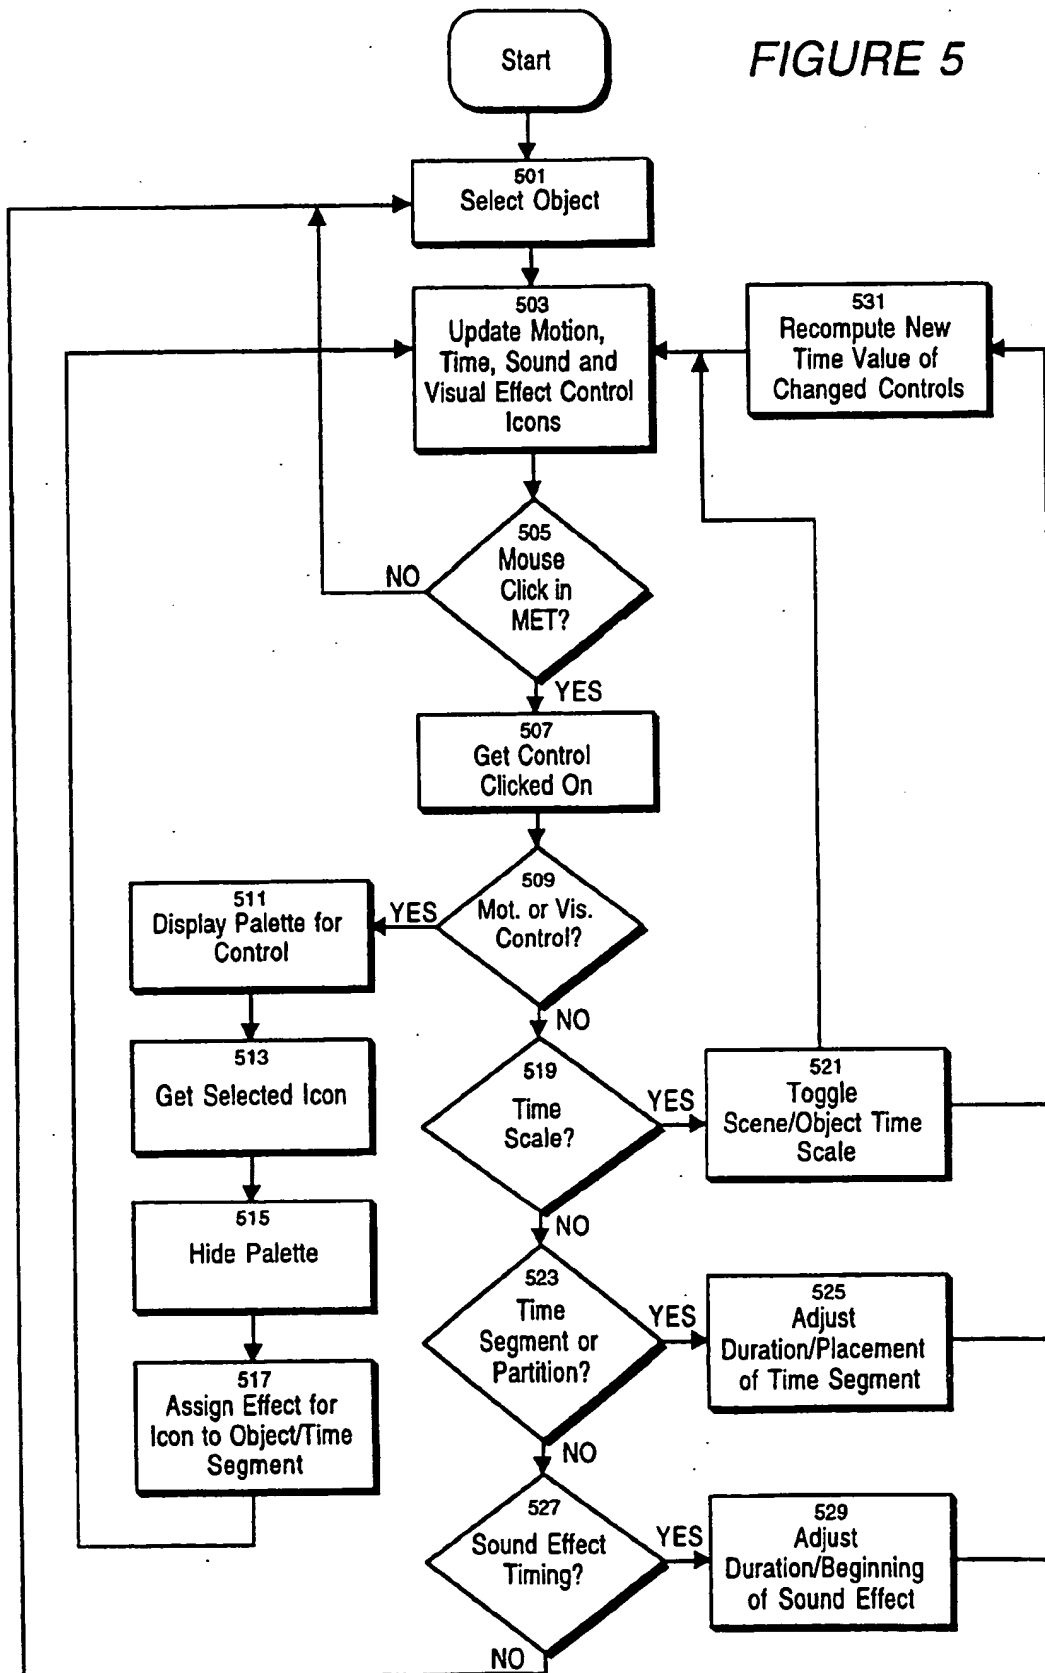 FIGURE 5
Start
501
Select Object
503
Update Motion,
Time, Sound and
Visual Effect Control
Icons
531
Recompute New
Time Value of
Changed Controls
505
Mouse
Click in
MET?
NO
YES
507
Get Control
Clicked On
509
Mot. or Vis.
Control?
YES
NO
511
Display Palette for
Control
513
Get Selected Icon
515
Hide Palette
517
Assign Effect for
Icon to Object/Time
Segment
519
Time
Scale?
YES
NO
521
Toggle
Scene/Object Time
Scale
523
Time
Segment or
Partition?
YES
NO
525
Adjust
Duration/Placement
of Time Segment
527
Sound Effect
Timing?
YES
NO
529
Adjust
Duration/Beginning
of Sound Effect